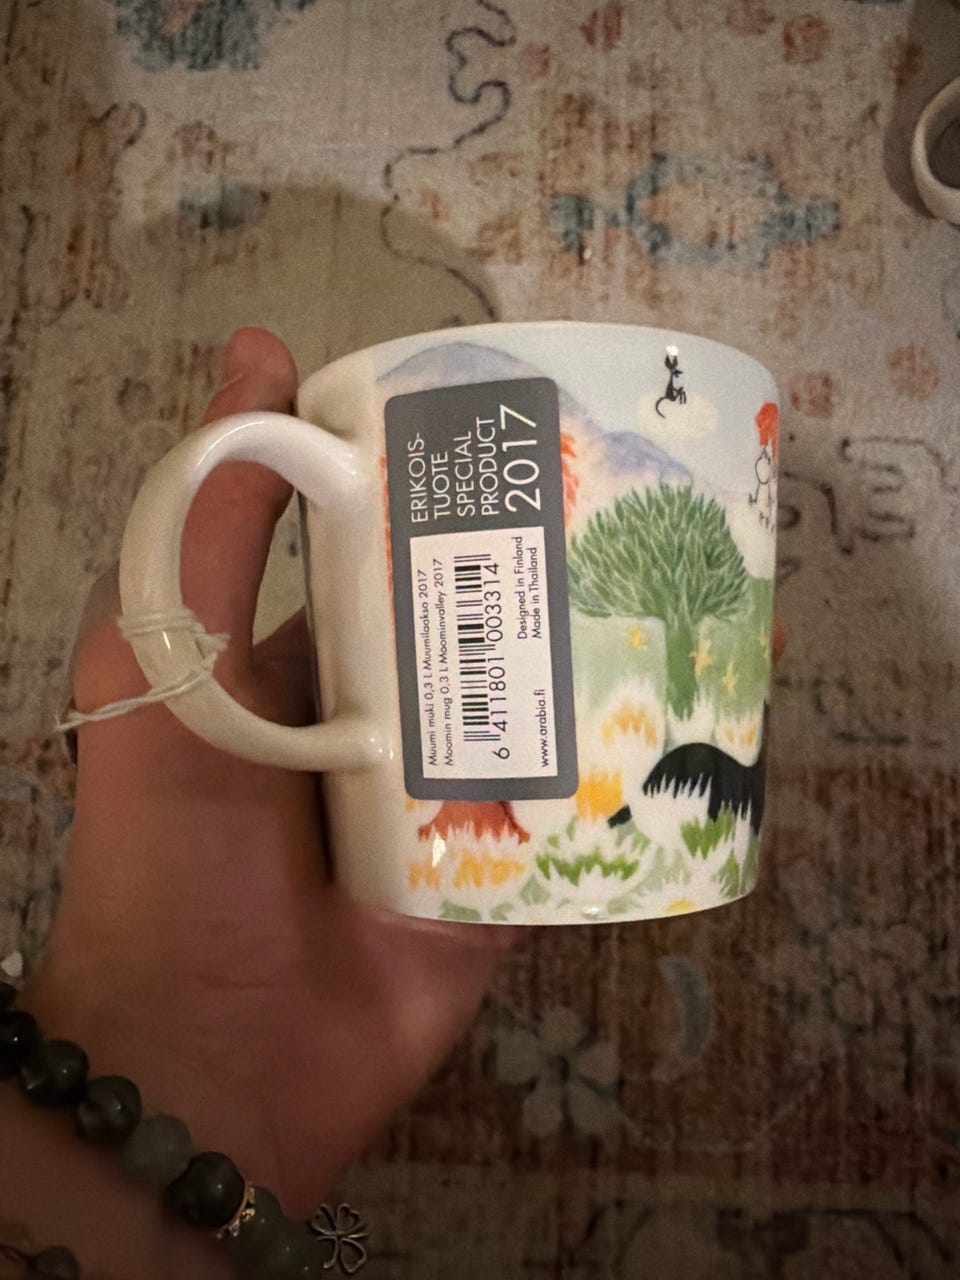 ERIKOIS-
TUOTE
SPECIAL
PRODUCT
2017
Muumi muki 0,3 L Muumilaakso 2017
Moomin mug 0,3 L Moominvalley 2017
6 411801 003314
Designed in Finland
Made in Thailand
www.arabia.fi